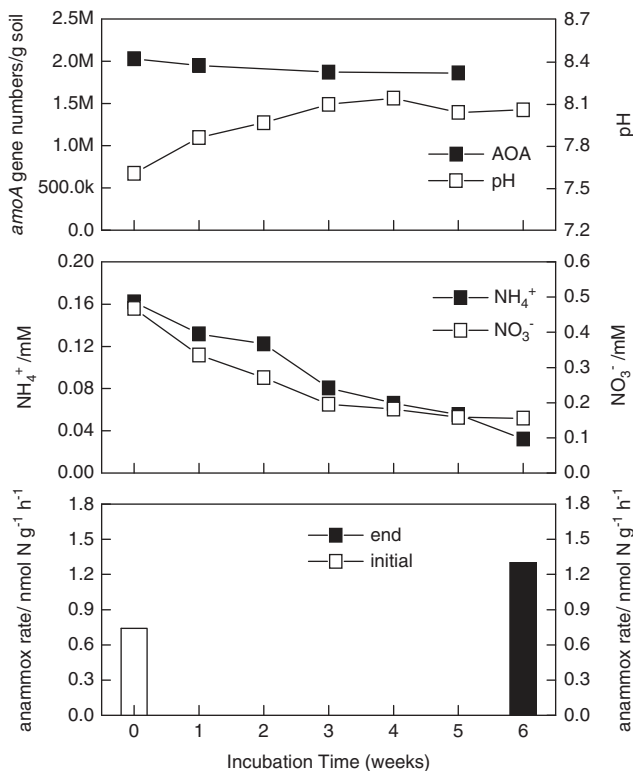 2.5M
2.0M
1.5M
1.0M
500.0k
0.0
amoA gene numbers/g soil
8.7
8.4
8.1
7.8
7.5
7.2
pH
AOA
pH
0.20
0.16
0.12
0.08
0.04
0.00
NH₄⁺ /mM
0.6
0.5
0.4
0.3
0.2
0.1
0.0
NO₃⁻ /mM
NH₄⁺
NO₃⁻
1.8
1.5
1.2
0.9
0.6
0.3
0.0
anammox rate/ nmol N g⁻¹ h⁻¹
1.8
1.5
1.2
0.9
0.6
0.3
0.0
anammox rate/ nmol N g⁻¹ h⁻¹
end
initial
0 1 2 3 4 5 6
Incubation Time (weeks)